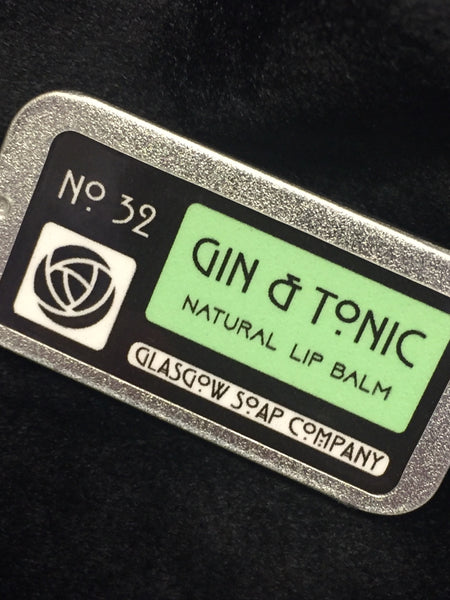 No 32
GIN & TONIC
NATURAL LIP BALM
GLASGOW SOAP COMPANY